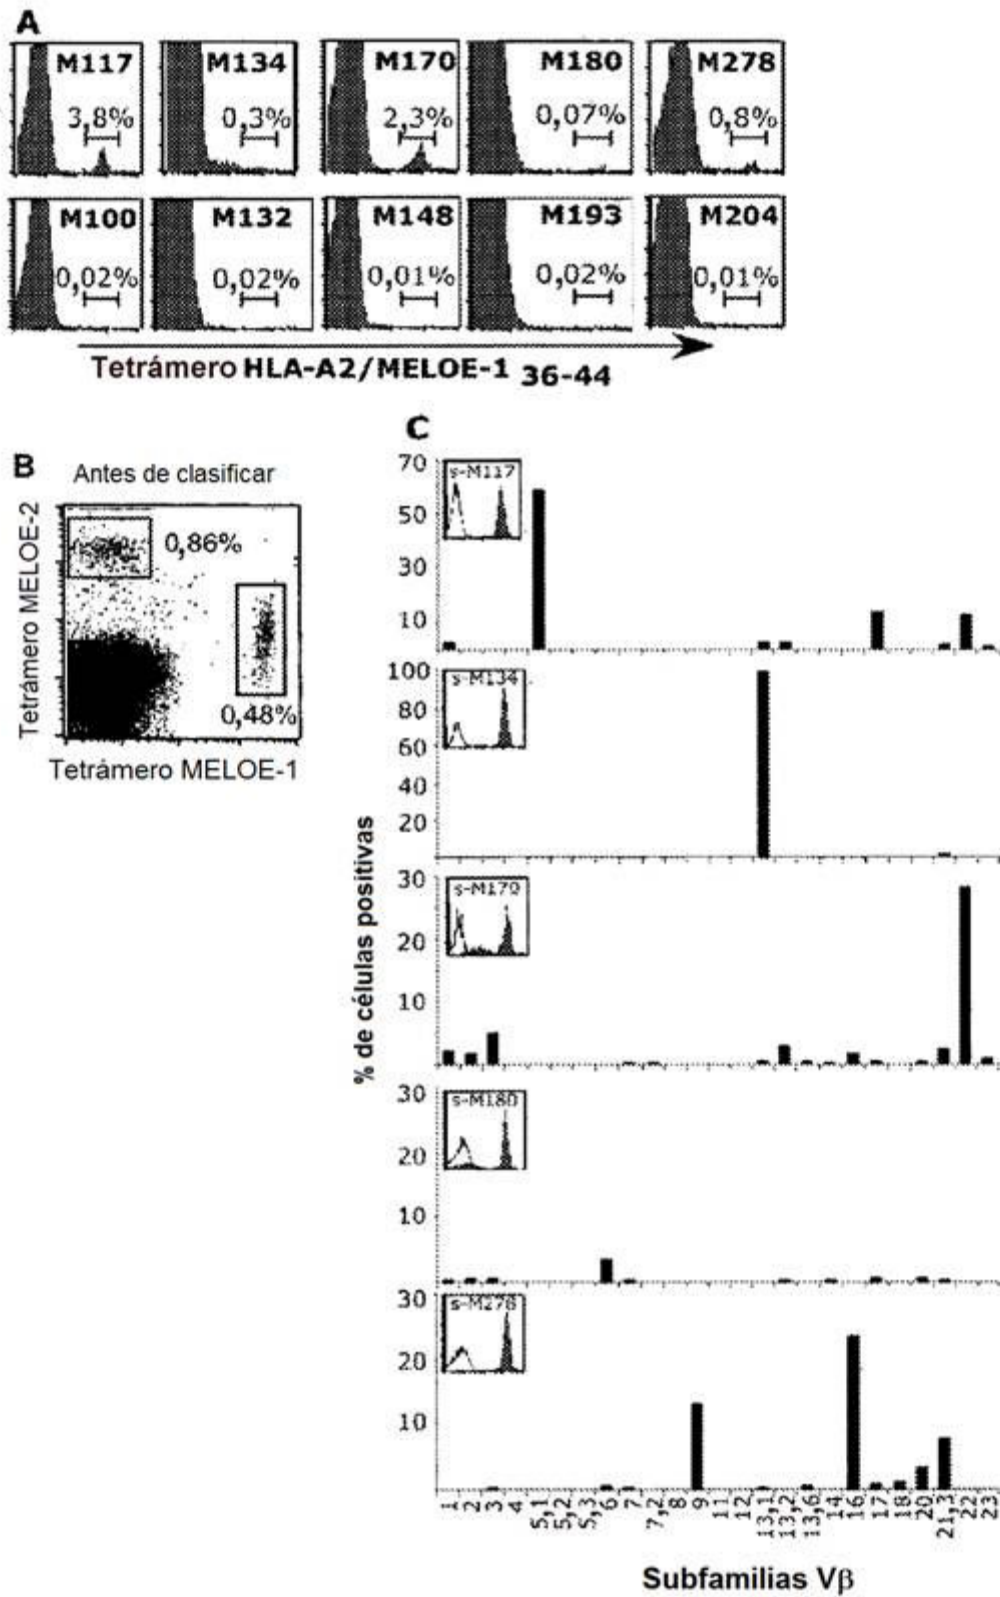 A
M117
3,8%
M134
0,3%
M170
2,3%
M180
0,07%
M278
0,8%
M100
0,02%
M132
0,02%
M148
0,01%
M193
0,02%
M204
0,01%
Tetrámero HLA-A2/MELOE-1 36-44
B
Antes de clasificar
Tetrámero MELOE-2
0,86%
0,48%
Tetrámero MELOE-1
C
% de células positivas
70
50
30
10
s-M117
100
80
60
40
20
s-M134
30
20
10
s-M170
30
20
10
s-M180
30
20
10
s-M278
1 2 3 4 5,1 5,2 5,3 6 7 7,2 8 9 11 12 13,1 13,2 13,6 14 16 17 18 20 21,3 22 23
Subfamilias Vβ